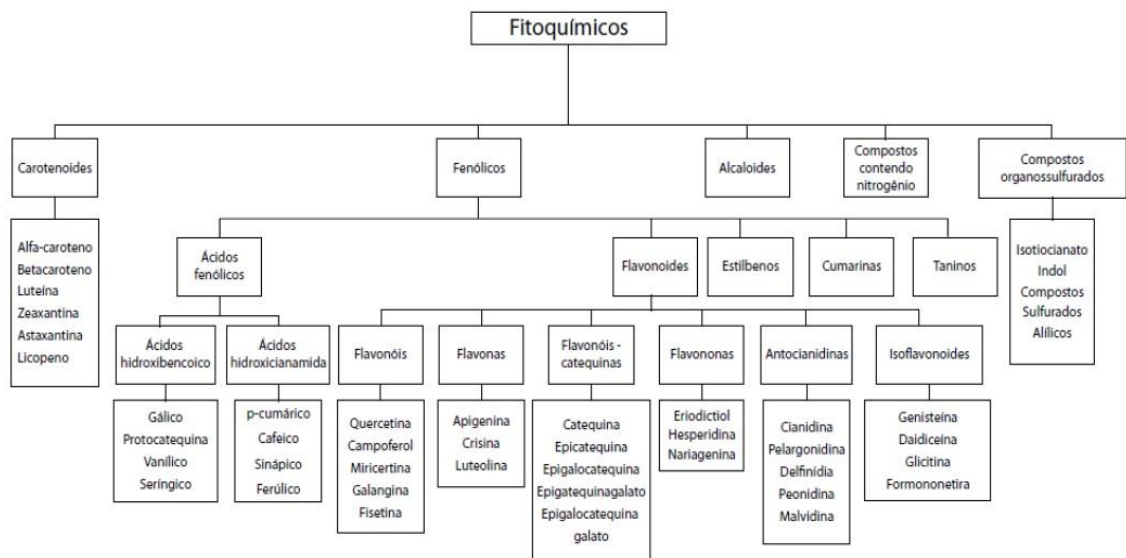 Fitoquímicos
Carotenoides
Fenólicos
Alcaloides
Compostos
contendo
nitrogênio
Compostos
organossulfurados
Alfa-caroteno
Betacaroteno
Luteína
Zeaxantina
Astaxantina
Licopeno
Ácidos
fenólicos
Flavonoides
Estilbenos
Cumarinas
Taninos
Isotiocianato
Indol
Compostos
Sulfurados
Alílicos
Ácidos
hidroxibencoico
Ácidos
hidroxicianamida
Flavonóis
Flavonas
Flavonóis -
catequinas
Flavononas
Antocianidinas
Isoflavonoides
Gálico
Protocatequina
Vanílico
Seríngico
p-cumárico
Cafeico
Sinápico
Ferúlico
Quercetina
Campoferol
Miricertina
Galangina
Fisetina
Apigenina
Crisina
Luteolina
Catequina
Epicatequina
Epigalocatequina
Epigatequinagalato
Epigalocatequina
galato
Eriodictiol
Hesperidina
Nariagenina
Cianidina
Pelargonidina
Delfinídia
Peonidina
Malvidina
Genisteína
Daidiceína
Glicitina
Formononetira